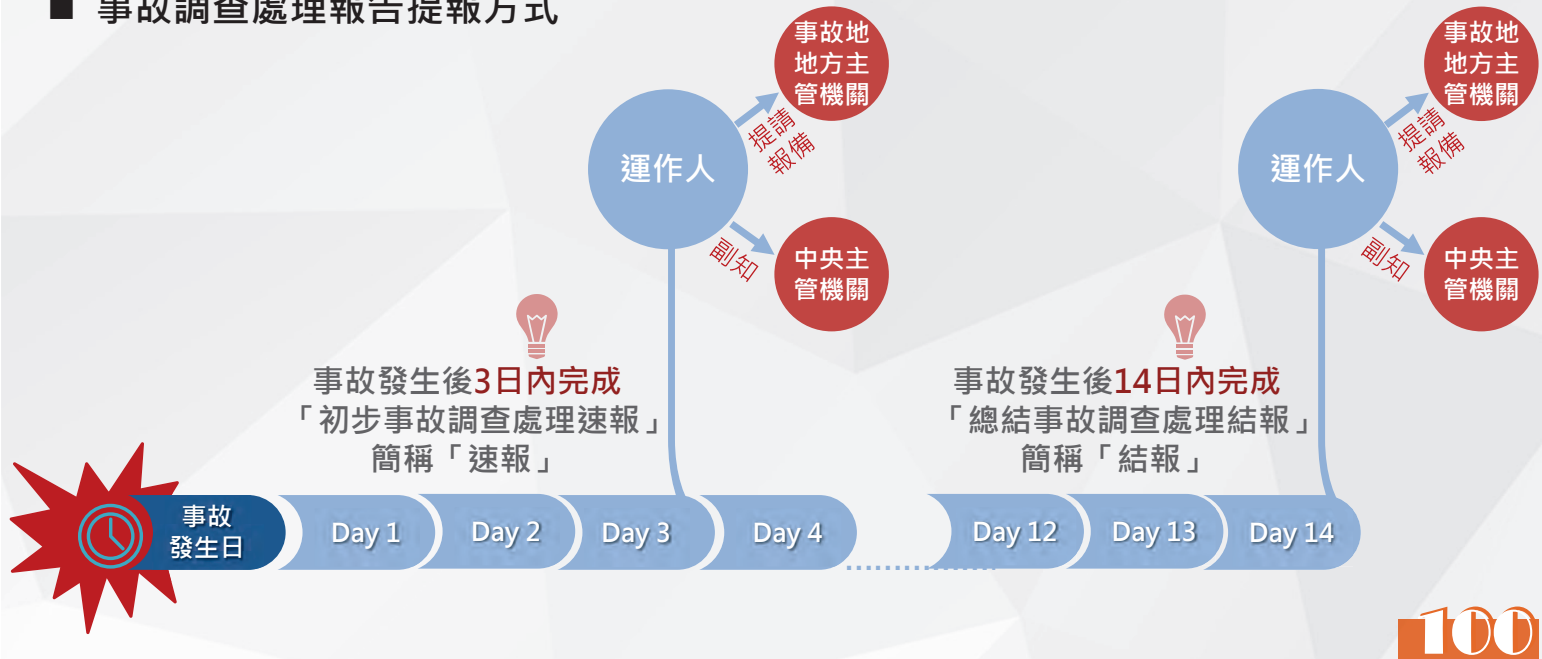 ■ 事故調查處理報告提報方式
事故地
地方主
管機關
提請
報備
運作人
副知
中央主
管機關
事故地
地方主
管機關
提請
報備
運作人
副知
中央主
管機關
事故發生後3日內完成
「初步事故調查處理速報」
簡稱「速報」
事故發生後14日內完成
「總結事故調查處理結報」
簡稱「結報」
事故
發生日
Day 1
Day 2
Day 3
Day 4
Day 12
Day 13
Day 14
100